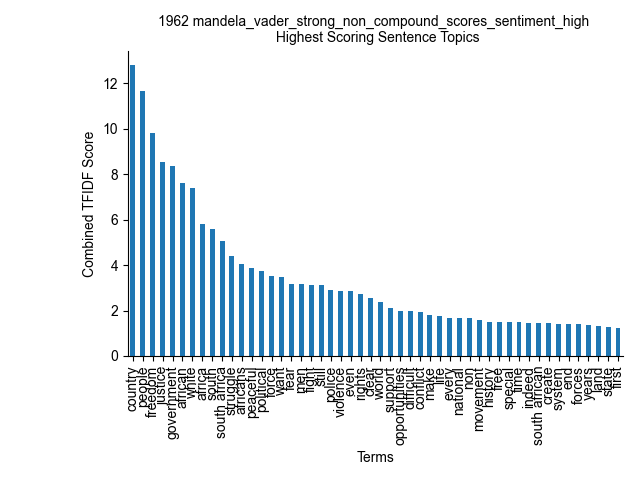 1962 mandela_vader_strong_non_compound_scores_sentiment_high
Highest Scoring Sentence Topics
Combined TFIDF Score
12
10
8
6
4
2
0
country
people
freedom
justice
government
african
white
africa
south
south africa
struggle
africans
peaceful
political
force
want
fear
men
fight
still
police
violence
even
rights
clear
world
support
opportunities
difficult
conflict
make
life
every
national
non
movement
history
free
special
time
indeed
south african
create
system
end
forces
years
land
state
first
Terms